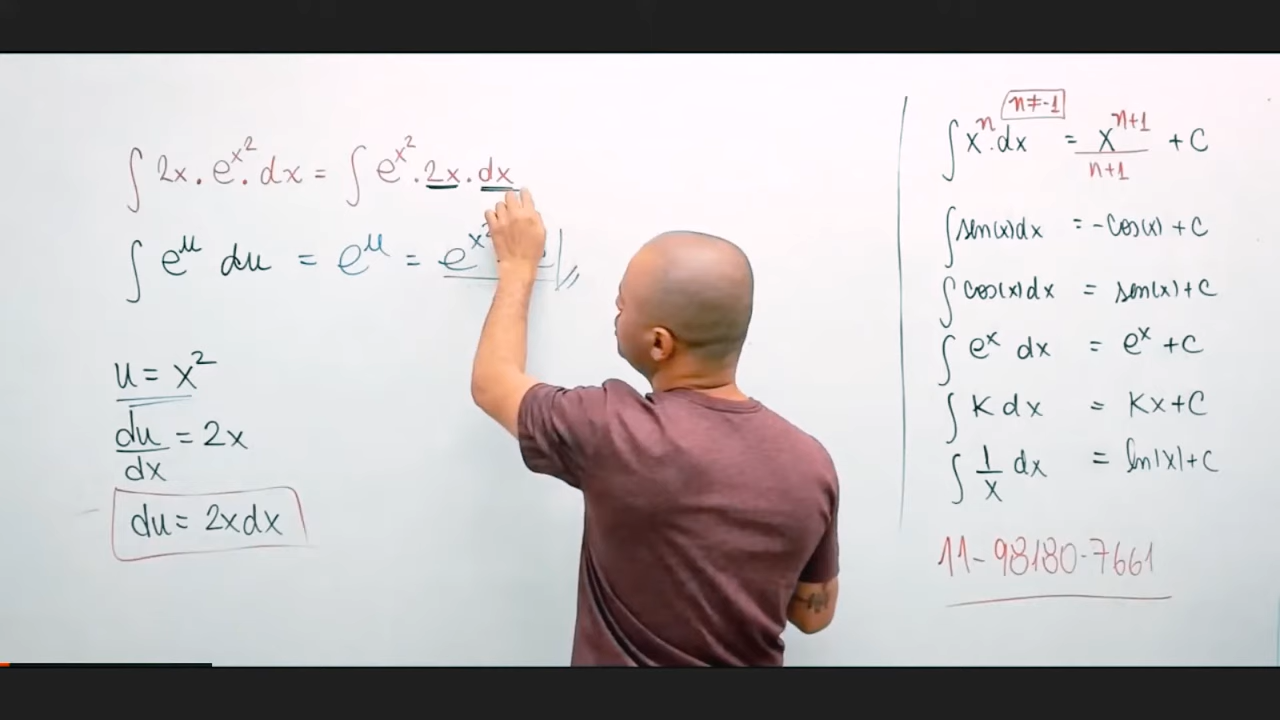 ∫ 2x . e^x² . dx = ∫ e^x² . 2x . dx
∫ e^u du = e^u = e^x²
u = x²
du/dx = 2x
du = 2xdx
n ≠ -1
∫ x^n . dx = x^(n+1)/(n+1) + C
∫ sen(x)dx = -cos(x) + C
∫ cos(x)dx = sen(x) + C
∫ e^x dx = e^x + C
∫ K dx = Kx + C
∫ 1/x dx = ln|x| + C
11-98180-7661